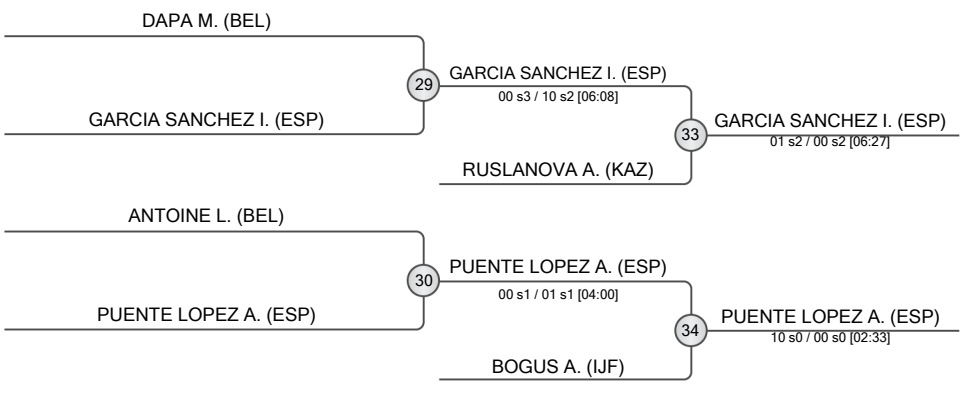 DAPA M. (BEL)
29
GARCIA SANCHEZ I. (ESP)
00 s3 / 10 s2 [06:08]
GARCIA SANCHEZ I. (ESP)
33
GARCIA SANCHEZ I. (ESP)
01 s2 / 00 s2 [06:27]
RUSLANOVA A. (KAZ)
ANTOINE L. (BEL)
30
PUENTE LOPEZ A. (ESP)
00 s1 / 01 s1 [04:00]
PUENTE LOPEZ A. (ESP)
34
PUENTE LOPEZ A. (ESP)
10 s0 / 00 s0 [02:33]
BOGUS A. (IJF)